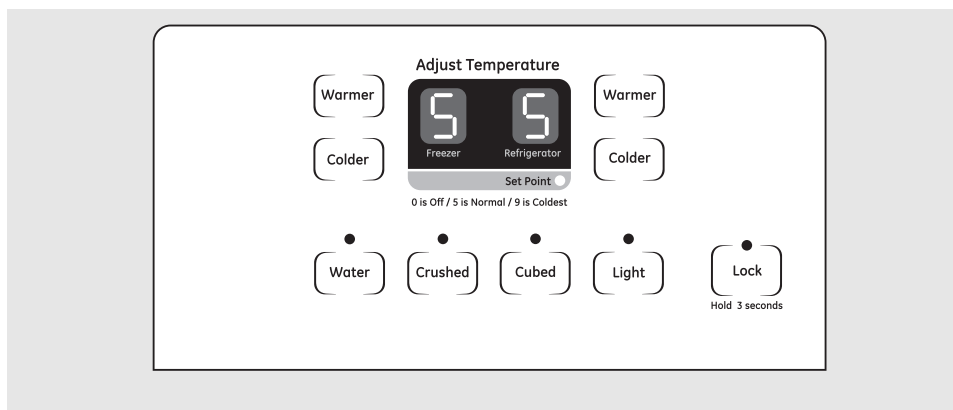 Adjust Temperature
Warmer
5 5
Warmer
Freezer Refrigerator
Colder
Colder
Set Point
0 is Off / 5 is Normal / 9 is Coldest
Water Crushed Cubed Light Lock
Hold 3 seconds